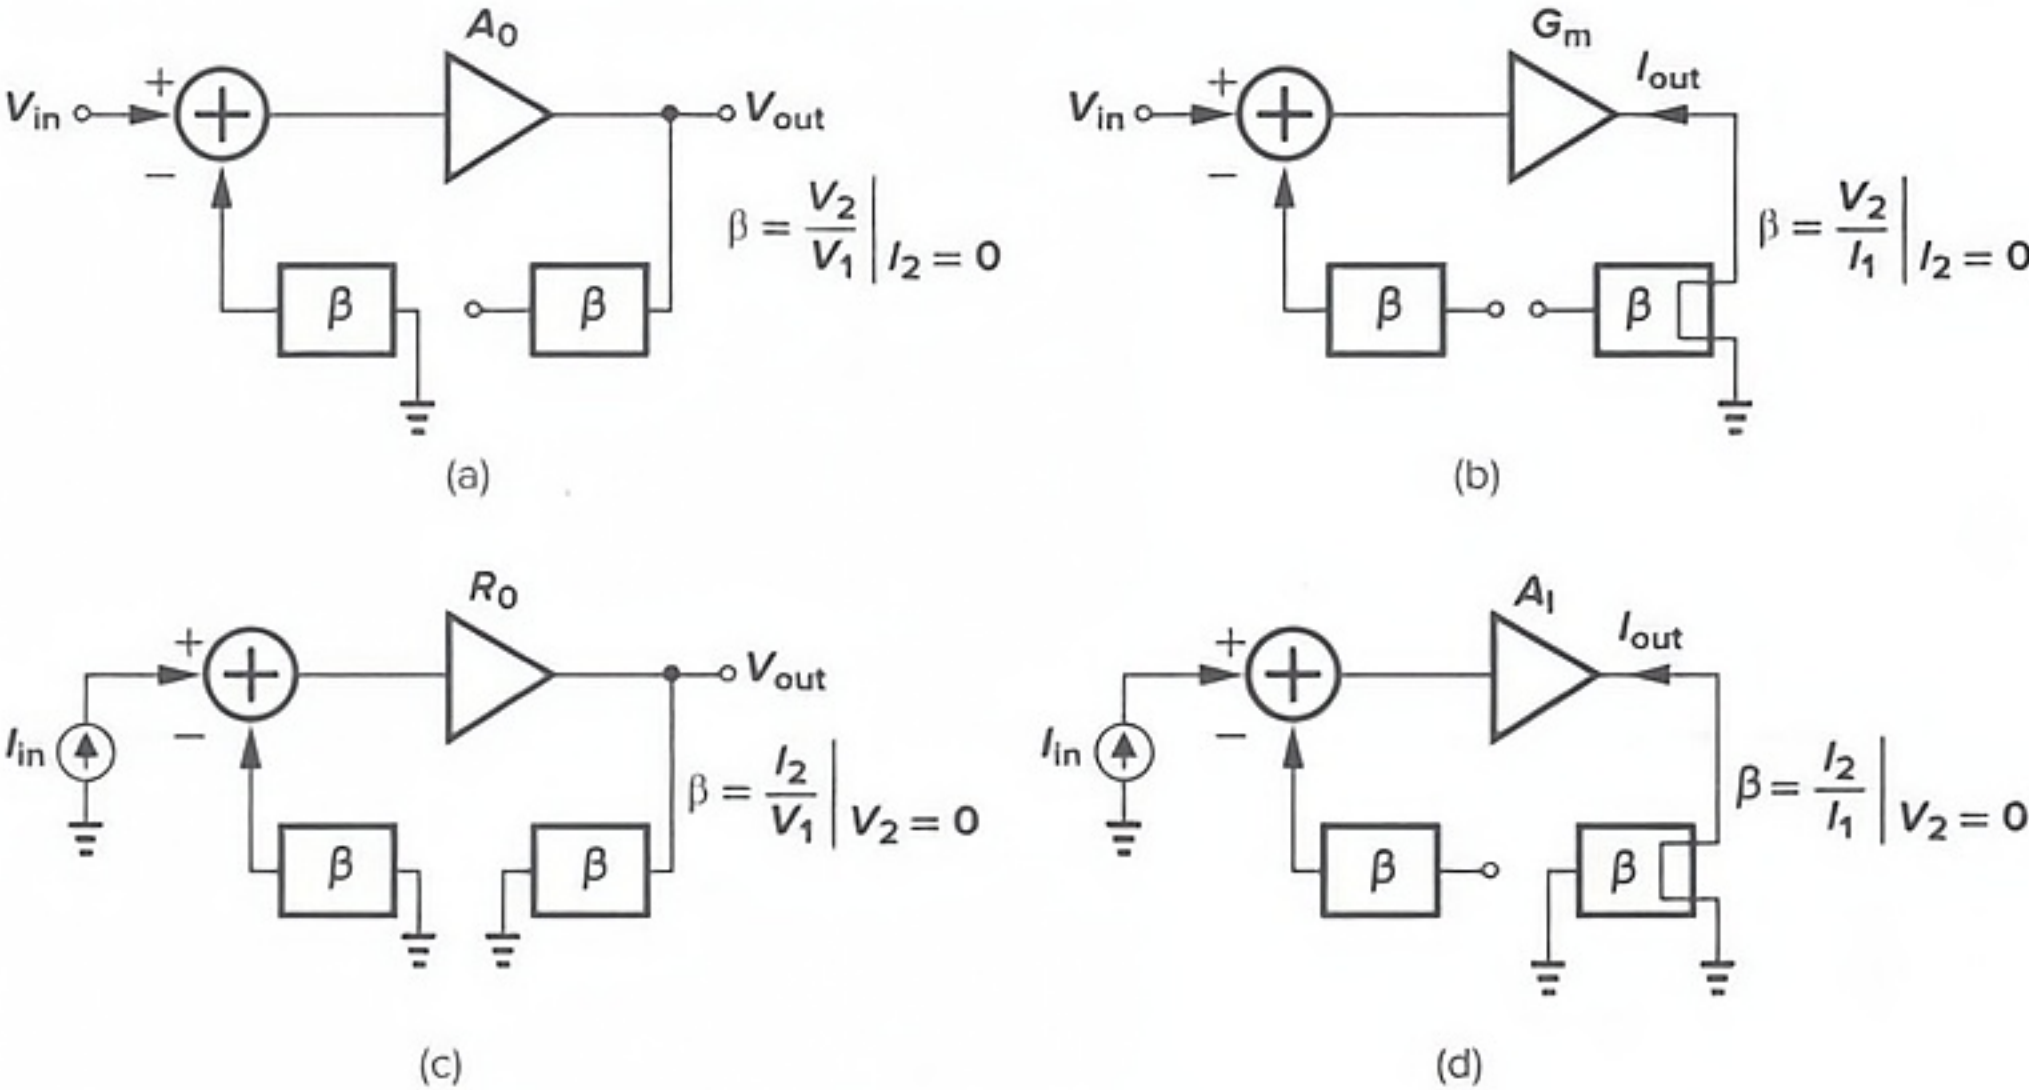 A0
Vin + Vout
−
β = V2/V1 | I2 = 0
β β
(a)
Gm
Iout
Vin +
−
β = V2/I1 | I2 = 0
β β
(b)
R0
+ Vout
Iin −
β = I2/V1 | V2 = 0
β β
(c)
AI
Iout
+
Iin −
β = I2/I1 | V2 = 0
β β
(d)